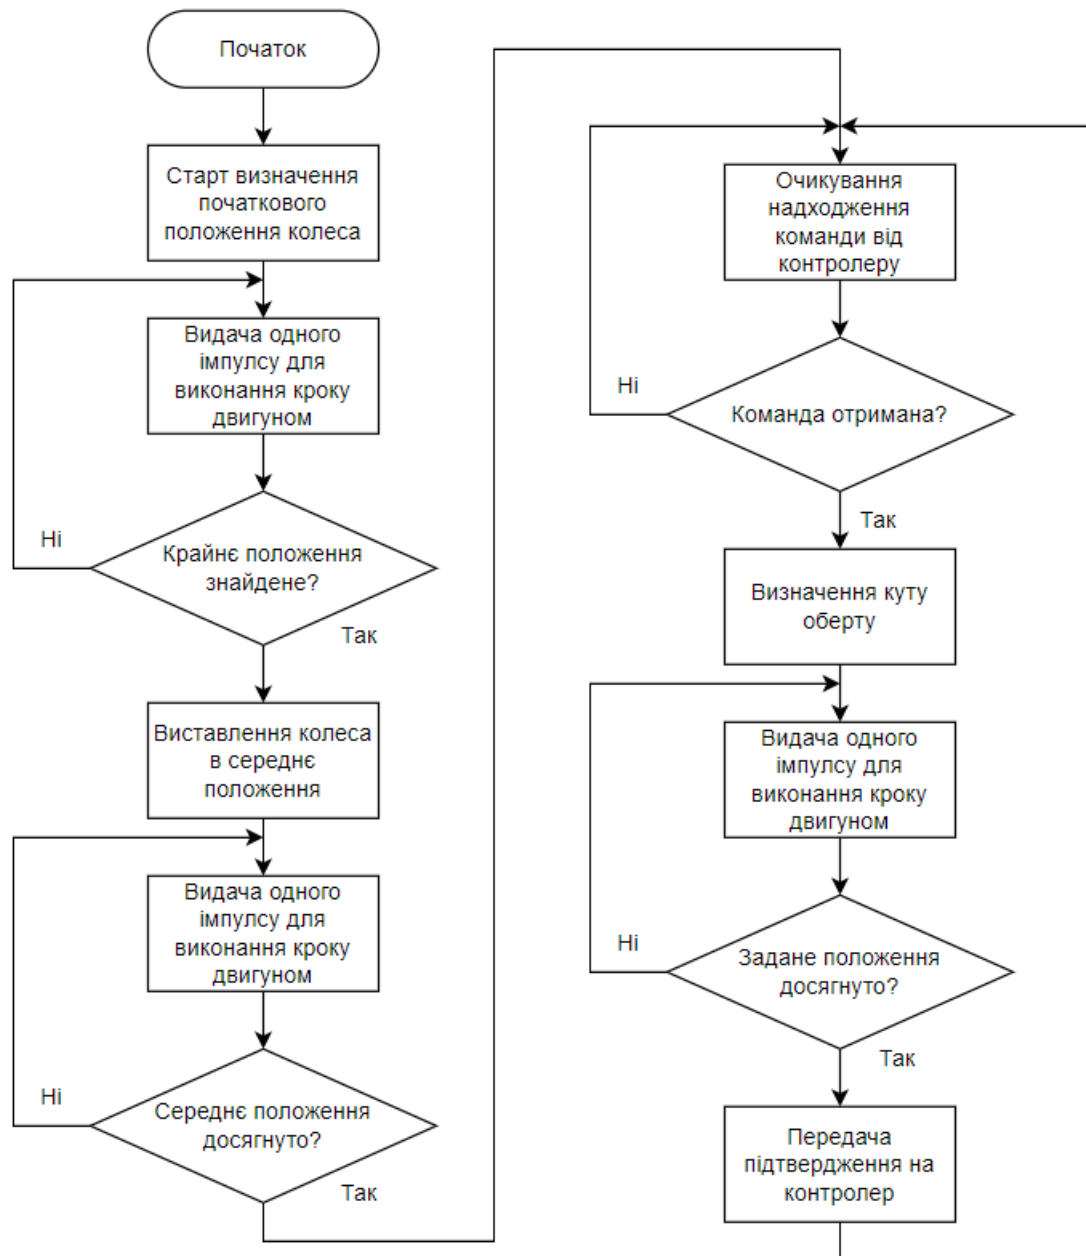 Початок
Старт визначення
початкового
положення колеса
Видача одного
імпулсу для
виконання кроку
двигуном
Ні
Крайнє положення
знайдене?
Так
Виставлення колеса
в середнє
положення
Видача одного
імпулсу для
виконання кроку
двигуном
Ні
Середнє положення
досягнуто?
Так
Очикування
надходження
команди від
контролеру
Ні
Команда отримана?
Так
Визначення куту
оберту
Видача одного
імпулсу для
виконання кроку
двигуном
Ні
Задане положення
досягнуто?
Так
Передача
підтвердження на
контролер